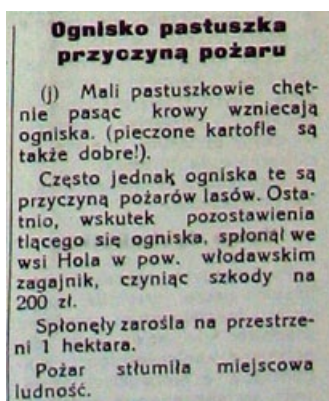 Ognisko pastuszka
przyczyną pożaru
(j) Mali pastuszkowie chęt-
nie pasąc krowy wzniecają
ogniska. (pieczone kartofle są
także dobre!).
Często jednak ogniska te są
przyczyną pożarów lasów. Osta-
tnio, wskutek pozostawienia
tlącego się ogniska, spłonął we
wsi Hola w pow. włodawskim
zagajnik, czyniąc szkody na
200 zł.
Spłonęły zarośla na przestrze-
ni 1 hektara.
Pożar stłumiła miejscowa
ludność.